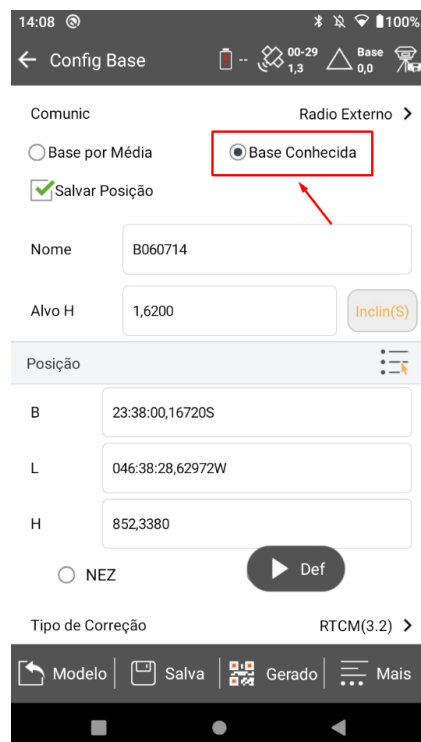 14:08 100%
Config Base -- 00-29 Base
1,3 0,0
Comunic Radio Externo
Base por Média Base Conhecida
Salvar Posição
Nome B060714
Alvo H 1,6200 Inclin(S)
Posição
B 23:38:00,16720S
L 046:38:28,62972W
H 852,3380
NEZ Def
Tipo de Correção RTCM(3.2)
Modelo Salva Gerado Mais